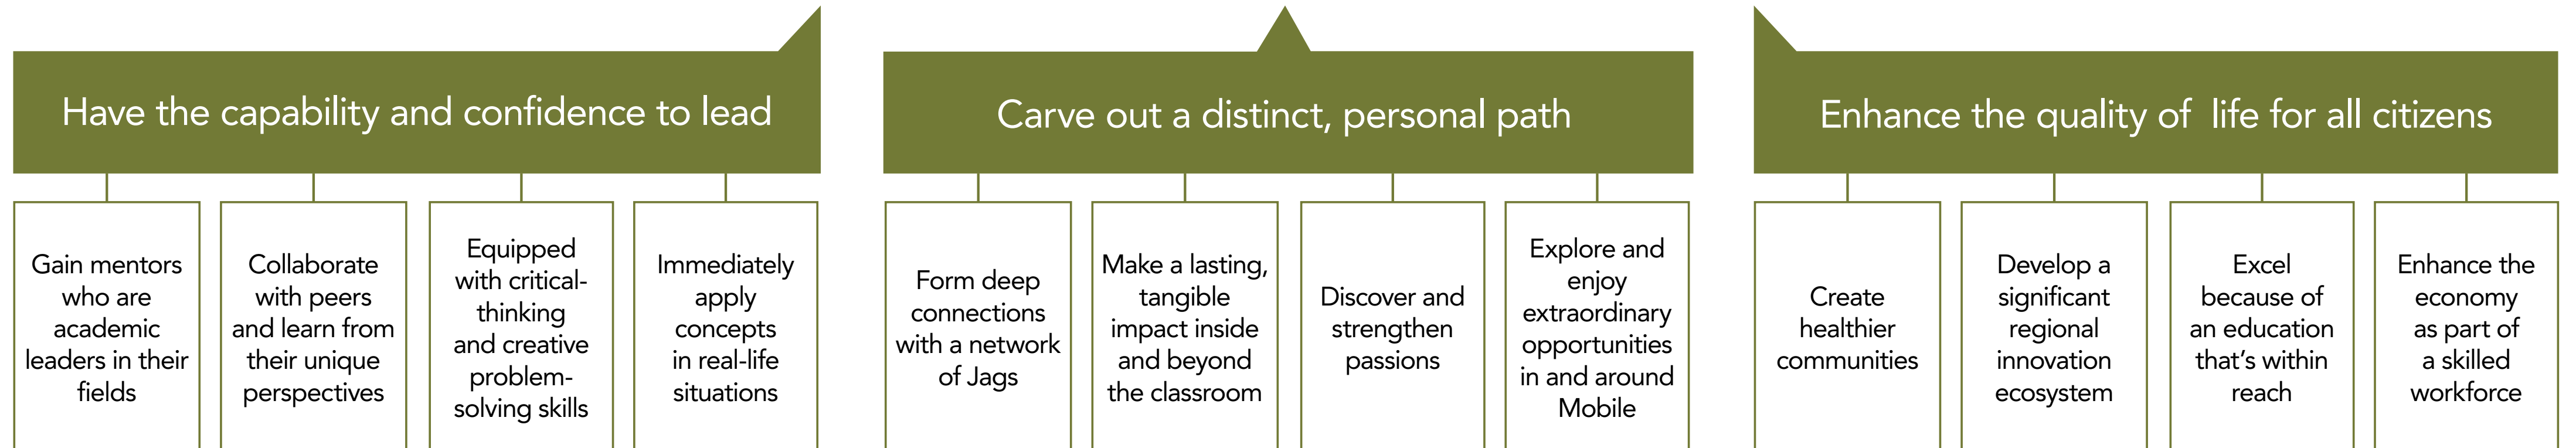 Have the capability and confidence to lead
Gain mentors
who are
academic
leaders in their
fields
Collaborate
with peers
and learn from
their unique
perspectives
Equipped
with critical-
thinking
and creative
problem-
solving skills
Immediately
apply
concepts
in real-life
situations
Carve out a distinct, personal path
Form deep
connections
with a network
of Jags
Make a lasting,
tangible
impact inside
and beyond
the classroom
Discover and
strengthen
passions
Explore and
enjoy
extraordinary
opportunities
in and around
Mobile
Enhance the quality of life for all citizens
Create
healthier
communities
Develop a
significant
regional
innovation
ecosystem
Excel
because of
an education
that's within
reach
Enhance the
economy
as part of
a skilled
workforce